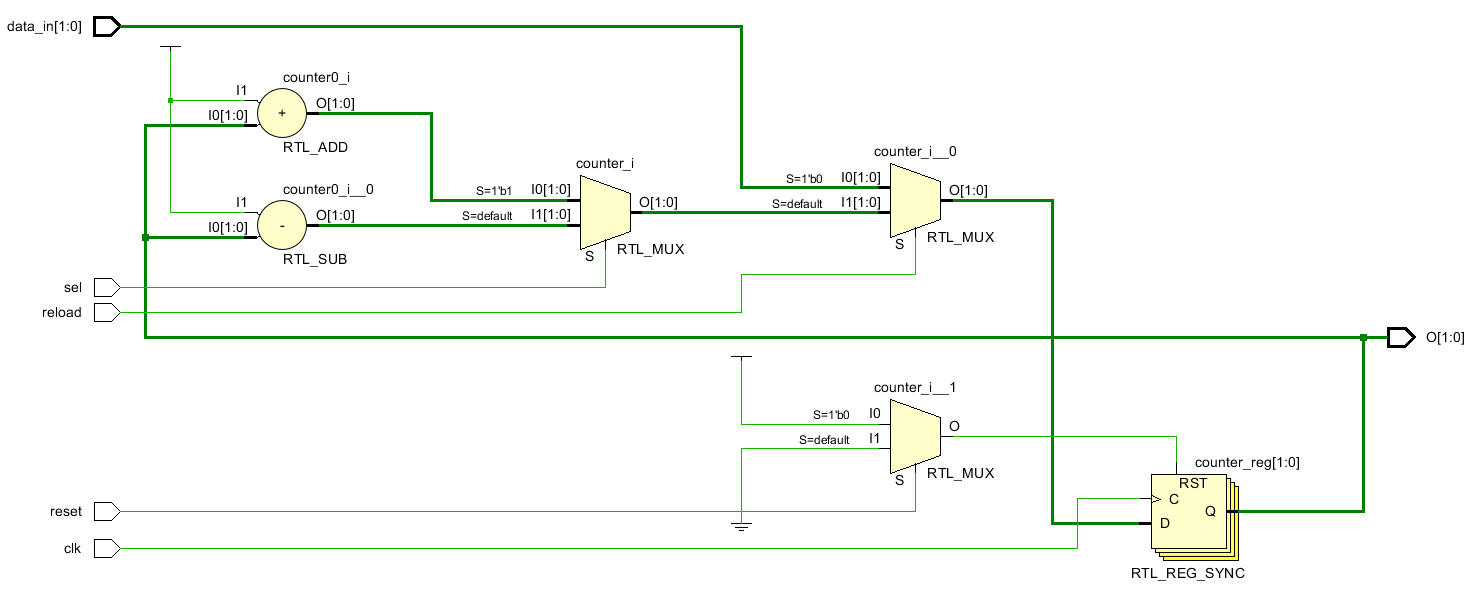 data_in[1:0]
counter0_i
I1
O[1:0]
I0[1:0]
+
RTL_ADD
counter_i__0
counter_i
S=1'b0
I0[1:0]
counter0_i__0
S=1'b1
I0[1:0]
O[1:0]
I1
O[1:0]
S=default
I1[1:0]
O[1:0]
S=default
I1[1:0]
I0[1:0]
-
RTL_MUX
S
S
RTL_MUX
RTL_SUB
sel
reload
O[1:0]
counter_i__1
S=1'b0
I0
O
S=default
I1
counter_reg[1:0]
S
RTL_MUX
RST
C
reset
Q
D
clk
RTL_REG_SYNC